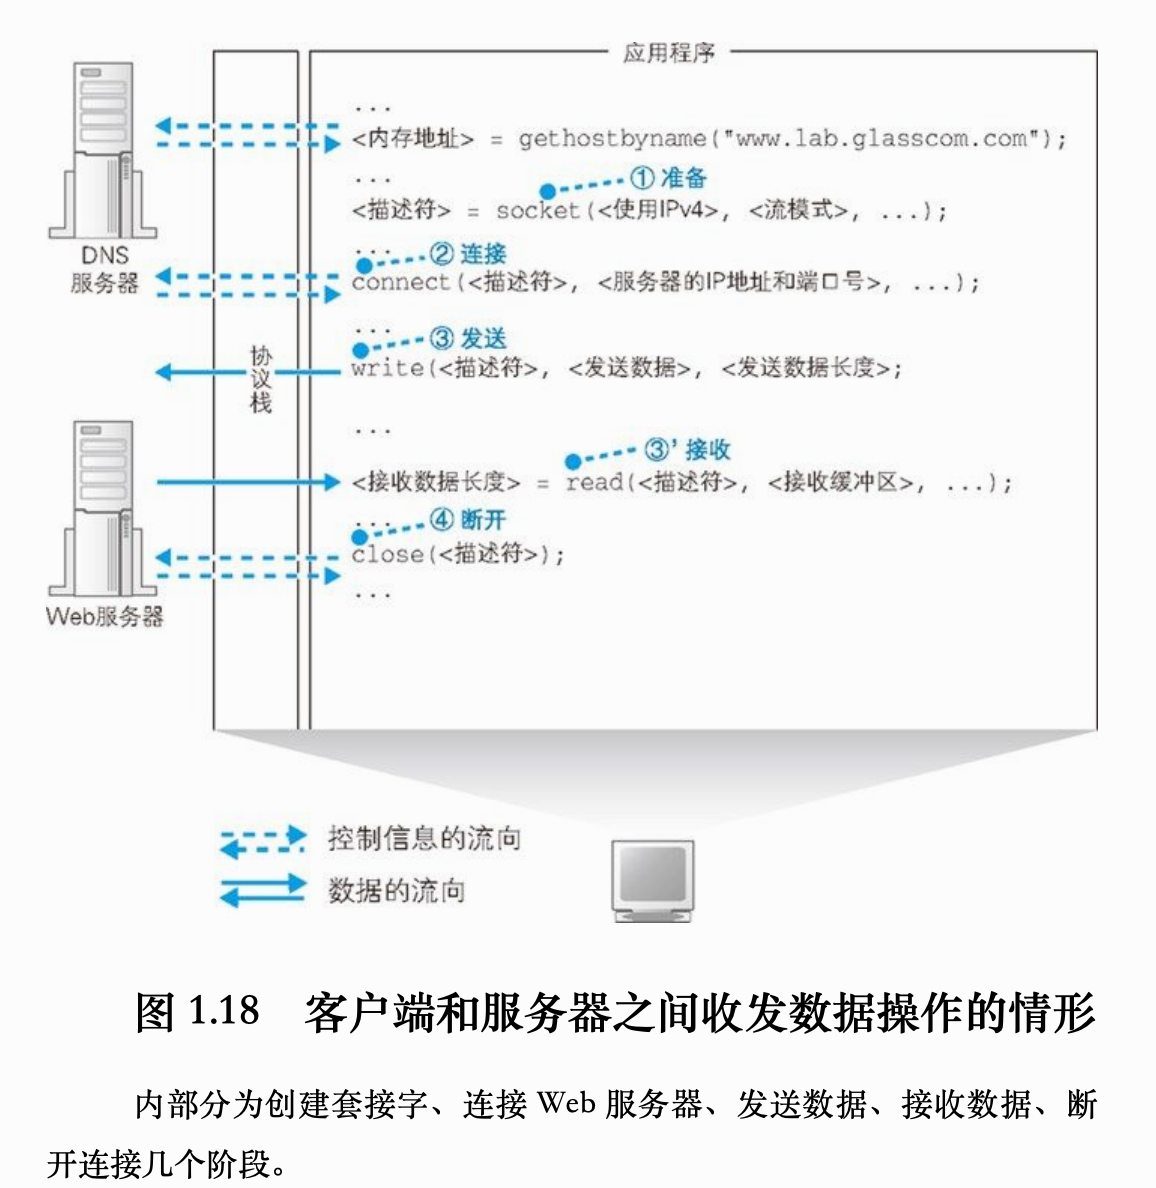 应用程序
...
<内存地址> = gethostbyname("www.lab.glasscom.com");
...
① 准备
<描述符> = socket(<使用IPv4>, <流模式>, ...);
DNS
服务器
...
② 连接
connect(<描述符>, <服务器的IP地址和端口号>, ...);
...
③ 发送
write(<描述符>, <发送数据>, <发送数据长度>;
协
议
栈
...
③' 接收
<接收数据长度> = read(<描述符>, <接收缓冲区>, ...);
...
④ 断开
close(<描述符>);
...
Web服务器
控制信息的流向
数据的流向
图 1.18 客户端和服务器之间收发数据操作的情形
内部分为创建套接字、连接 Web 服务器、发送数据、接收数据、断
开连接几个阶段。